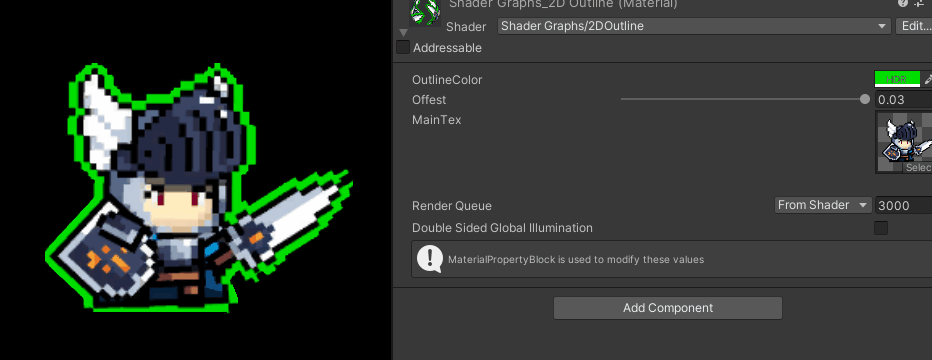 Shader Graphs_2D Outline (Material)
Shader Shader Graphs/2DOutline Edit...
Addressable
OutlineColor HDR
Offest 0.03
MainTex
Selec
Render Queue From Shader 3000
Double Sided Global Illumination
MaterialPropertyBlock is used to modify these values
Add Component